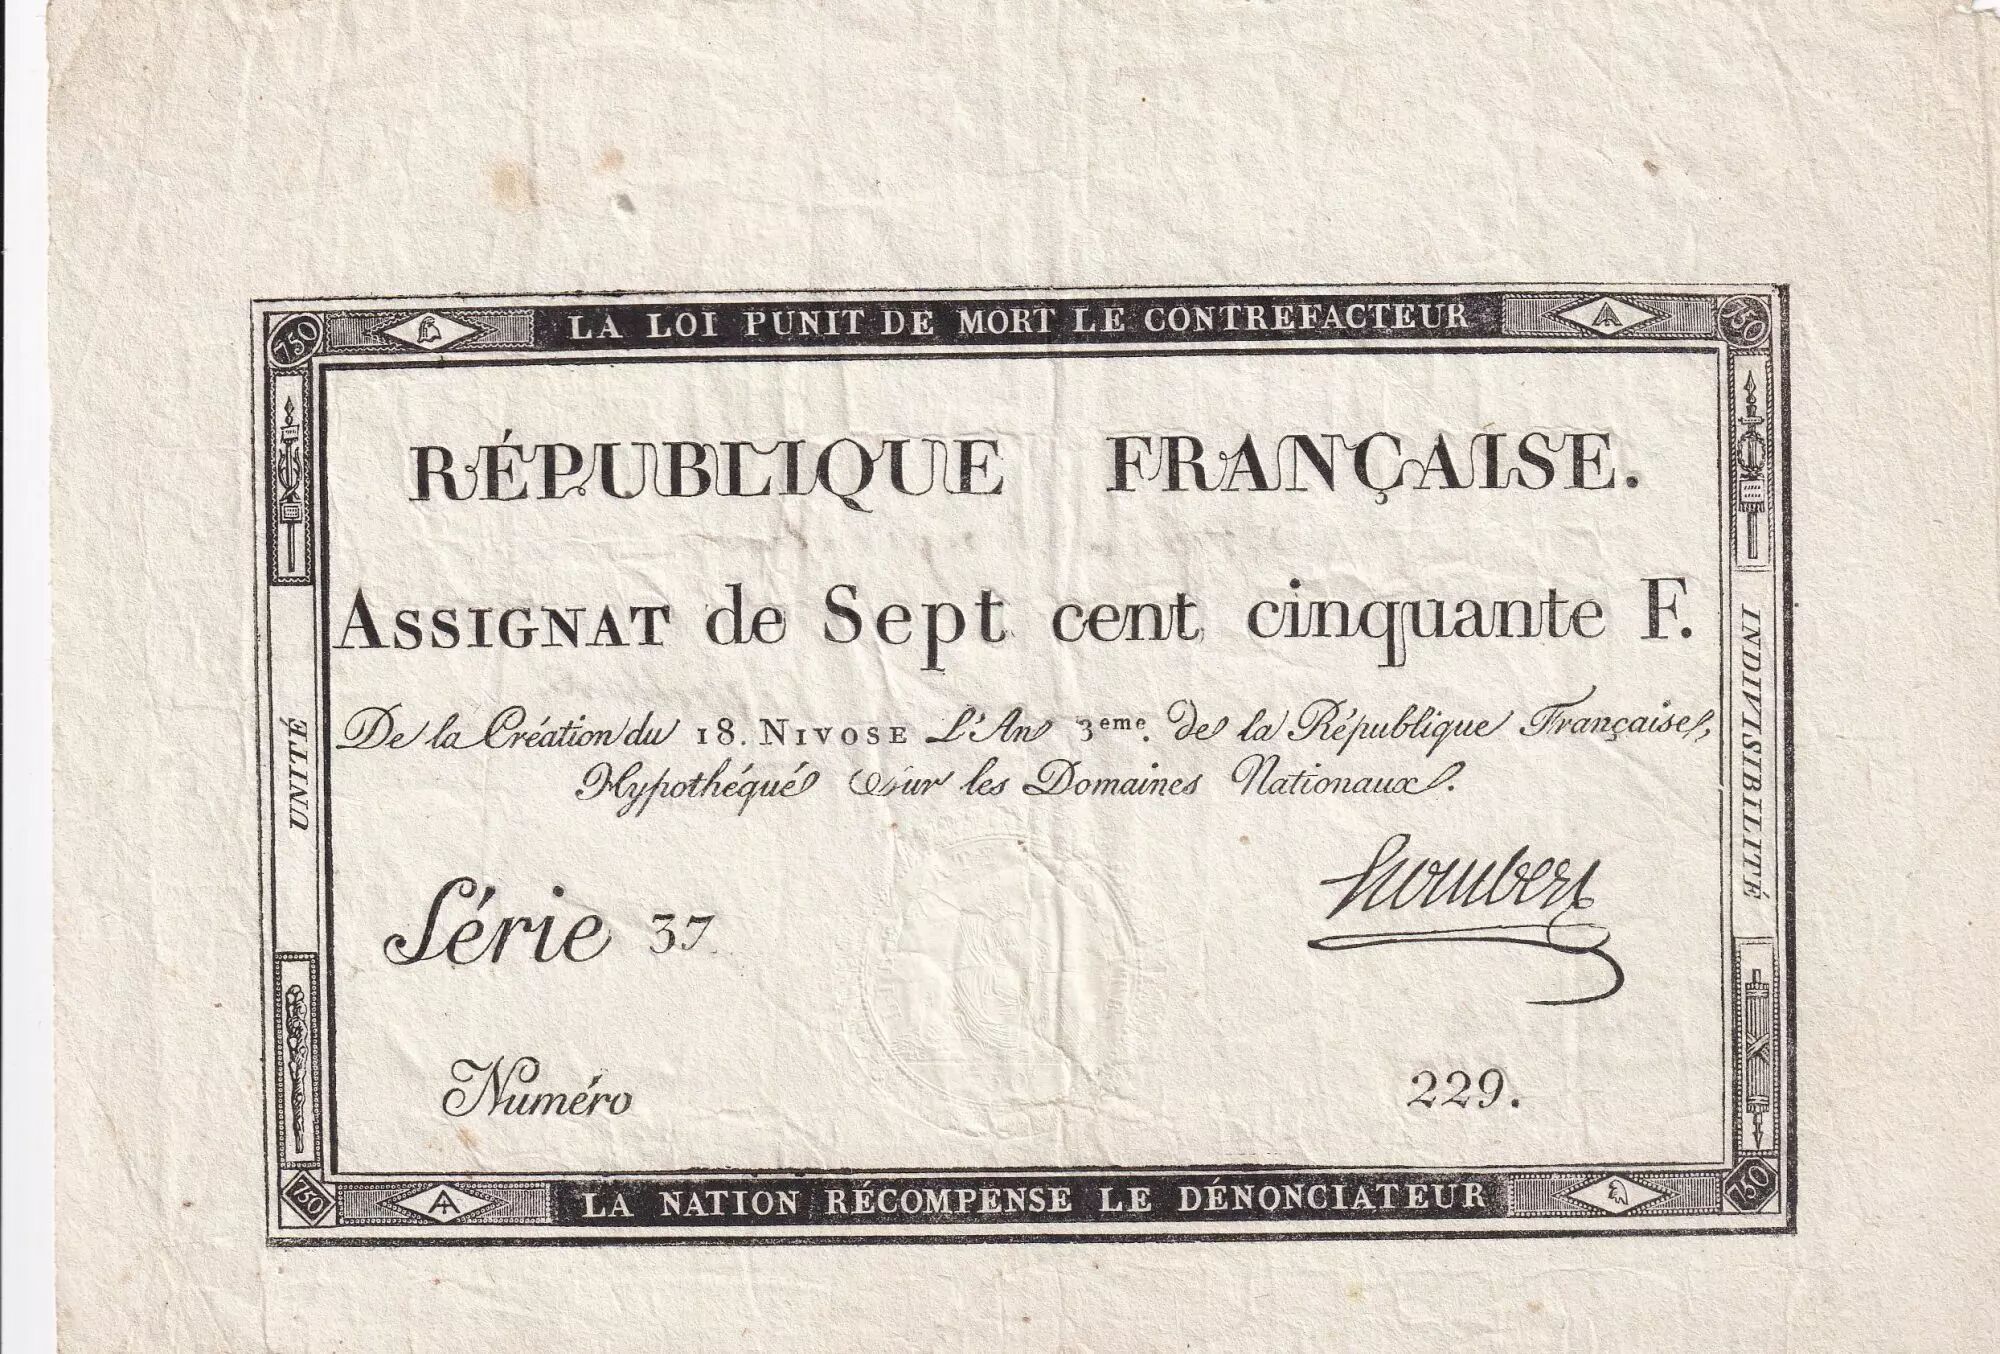 LA LOI PUNIT DE MORT LE CONTREFACTEUR
750
750
RÉPUBLIQUE FRANÇAISE.
ASSIGNAT de Sept cent cinquante F.
De la Création du 18. NIVOSE L'An 3eme. de la République Française,
Hypothéqué Sur les Domaines Nationaux.
UNITÉ
INDIVISIBILITÉ
Série 37
Numéro 229.
750
LA NATION RÉCOMPENSE LE DÉNONCIATEUR
750